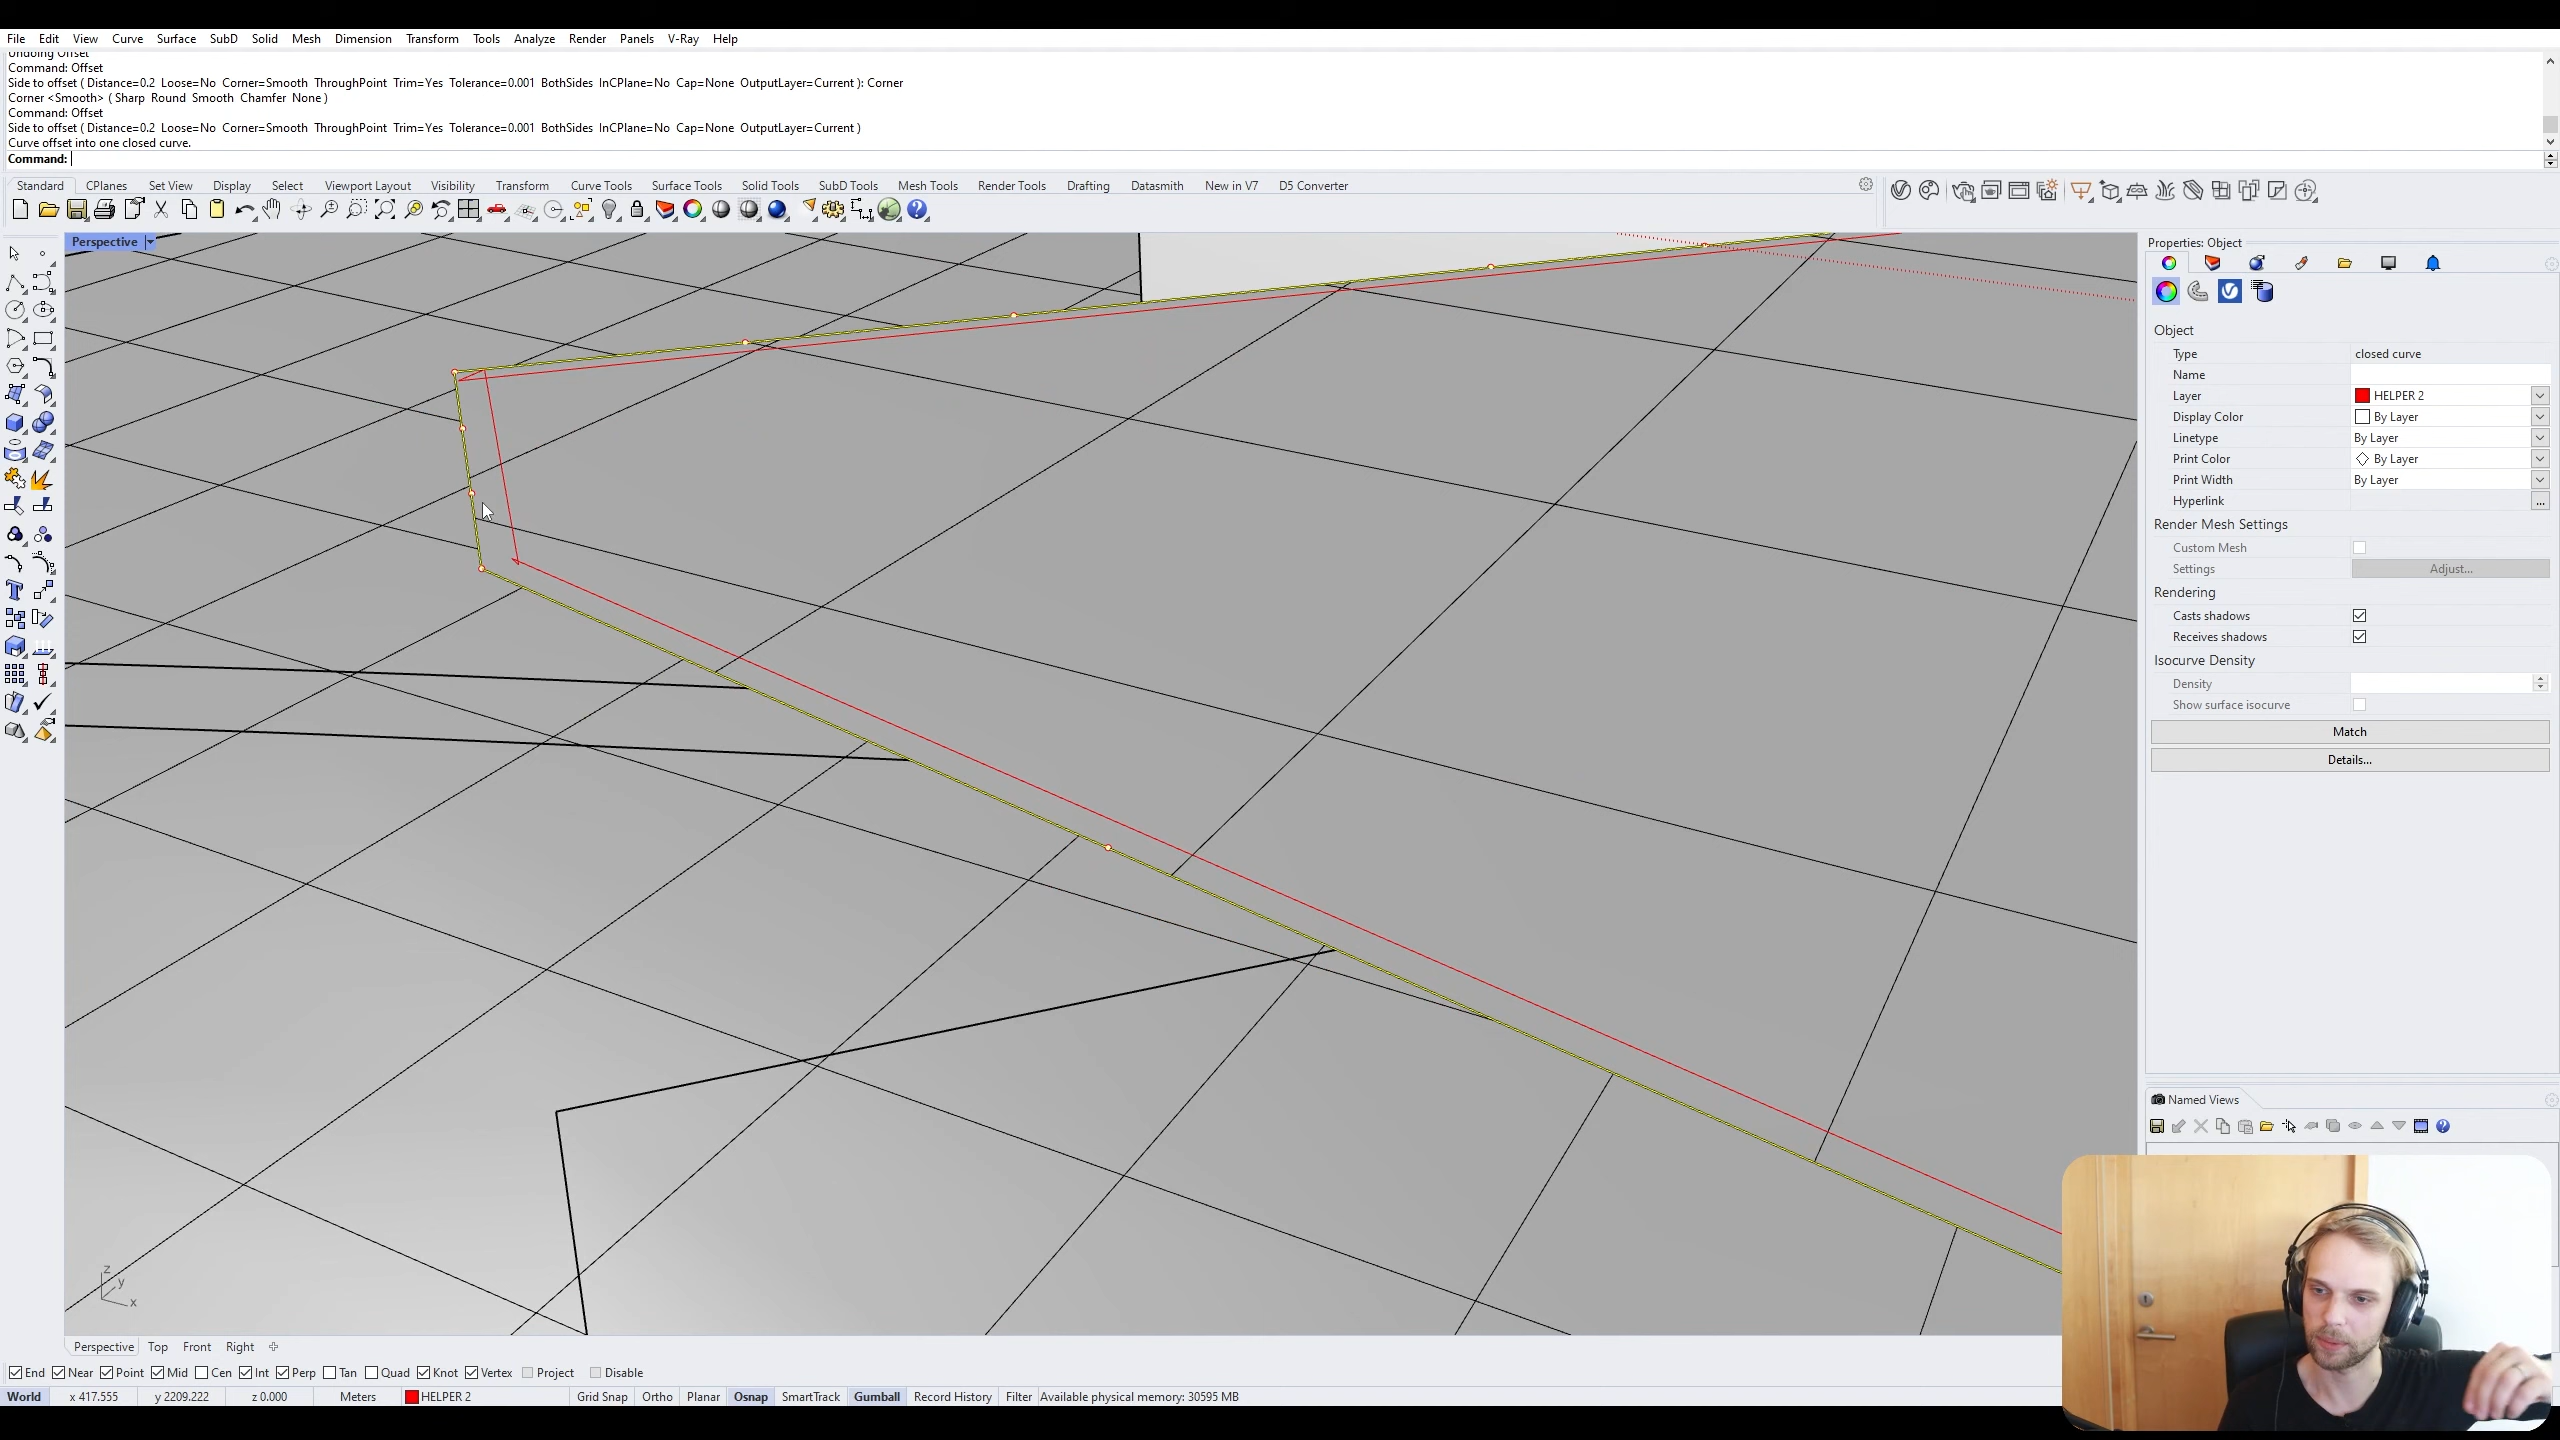 File Edit View Curve Surface SubD Solid Mesh Dimension Transform Tools Analyze Render Panels V-Ray Help
Undoing Offset
Command: Offset
Side to offset ( Distance=0.2 Loose=No Corner=Smooth ThroughPoint Trim=Yes Tolerance=0.001 BothSides InCPlane=No Cap=None OutputLayer=Current ): Corner
Corner <Smooth> ( Sharp Round Smooth Chamfer None )
Command: Offset
Side to offset ( Distance=0.2 Loose=No Corner=Smooth ThroughPoint Trim=Yes Tolerance=0.001 BothSides InCPlane=No Cap=None OutputLayer=Current )
Curve offset into one closed curve.
Command:
Standard CPlanes Set View Display Select Viewport Layout Visibility Transform Curve Tools Surface Tools Solid Tools SubD Tools Mesh Tools Render Tools Drafting Datasmith New in V7 D5 Converter
Perspective
Properties: Object
Object
Type closed curve
Name
Layer HELPER 2
Display Color By Layer
Linetype By Layer
Print Color By Layer
Print Width By Layer
Hyperlink ...
Render Mesh Settings
Custom Mesh
Settings Adjust...
Rendering
Casts shadows
Receives shadows
Isocurve Density
Density
Show surface isocurve
Match
Details...
Named Views
z
y
x
Perspective Top Front Right
End Near Point Mid Cen Int Perp Tan Quad Knot Vertex Project Disable
World x 417.555 y 2209.222 z 0.000 Meters HELPER 2 Grid Snap Ortho Planar Osnap SmartTrack Gumball Record History Filter Available physical memory: 30595 MB